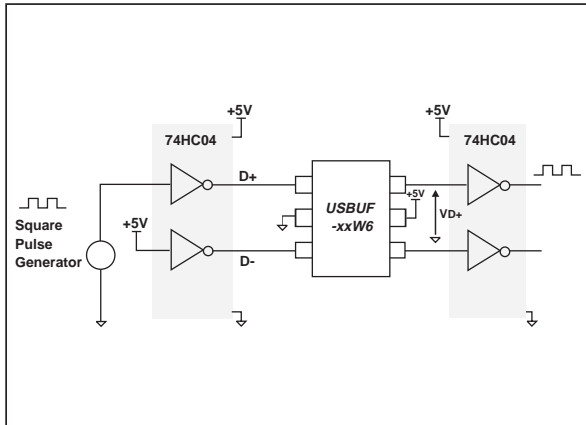 +5V
+5V
74HC04
74HC04
D+
USBUF
-xxW6
+5V
VD+
Square
Pulse
Generator
+5V
D-